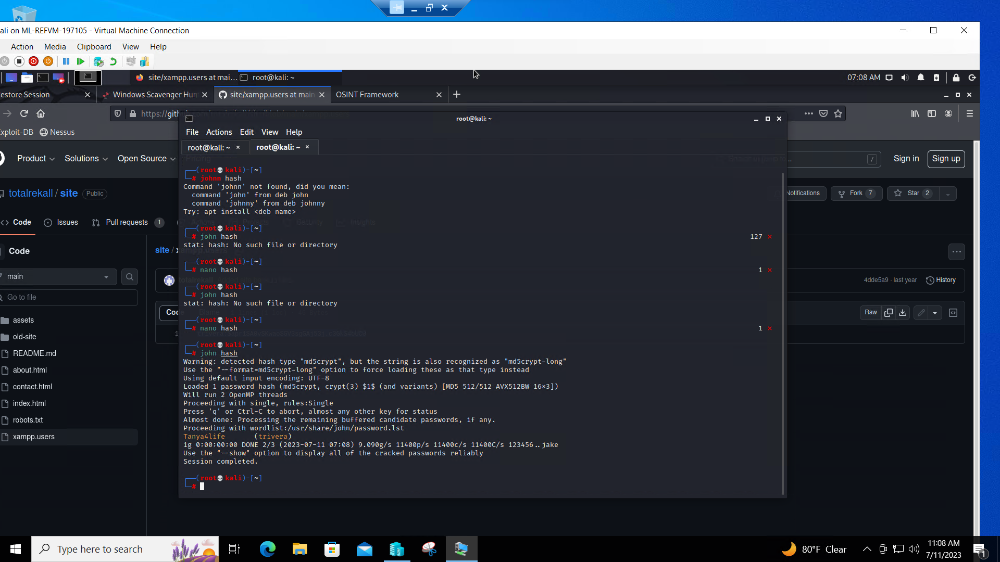 ali on ML-REFVM-197105 - Virtual Machine Connection
Action Media Clipboard View Help
site/xampp.users at mai... root@kali: ~ 07:08 AM
estore Session Windows Scavenger Hun site/xampp.users at main OSINT Framework
https://gith
xploit-DB Nessus
root@kali: ~
File Actions Edit View Help
root@kali: ~ root@kali: ~
Product Solutions Open Source Pricing / Sign in Sign up
totalrekall / site Public Notifications Fork 7 Star 2
Code Issues Pull requests 1 Actions Projects Security Insights
Code
main
Go to file
assets
old-site
README.md
about.html
contact.html
index.html
robots.txt
xampp.users
site / xampp.users
totalrekall
4dde5a9 · last year History
Code Blame Raw
1
(root kali)-[~]
# johnn hash
Command 'johnn' not found, did you mean:
command 'john' from deb john
command 'johnny' from deb johnny
Try: apt install <deb name>
(root kali)-[~]
# john hash 127
stat: hash: No such file or directory
(root kali)-[~]
# nano hash 1
(root kali)-[~]
# john hash
stat: hash: No such file or directory
(root kali)-[~]
# nano hash 1
(root kali)-[~]
# john hash
Warning: detected hash type "md5crypt", but the string is also recognized as "md5crypt-long"
Use the "--format=md5crypt-long" option to force loading these as that type instead
Using default input encoding: UTF-8
Loaded 1 password hash (md5crypt, crypt(3) $1$ (and variants) [MD5 512/512 AVX512BW 16×3])
Will run 2 OpenMP threads
Proceeding with single, rules:Single
Press 'q' or Ctrl-C to abort, almost any other key for status
Almost done: Processing the remaining buffered candidate passwords, if any.
Proceeding with wordlist:/usr/share/john/password.lst
Tanya4life (trivera)
1g 0:00:00:00 DONE 2/3 (2023-07-11 07:08) 9.090g/s 11400p/s 11400c/s 11400C/s 123456..jake
Use the "--show" option to display all of the cracked passwords reliably
Session completed.
(root kali)-[~]
#
Type here to search 80°F Clear 11:08 AM
7/11/2023
1